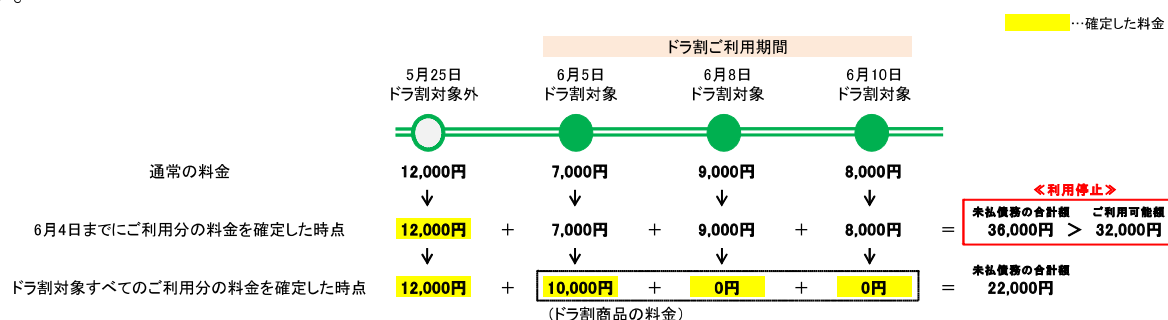 。
…確定した料金
ドラ割ご利用期間
5月25日 6月5日 6月8日 6月10日
ドラ割対象外 ドラ割対象 ドラ割対象 ドラ割対象
通常の料金 12,000円 7,000円 9,000円 8,000円
≪利用停止≫
↓ ↓ ↓ ↓
未払債務の合計額 ご利用可能額
6月4日までにご利用分の料金を確定した時点 12,000円 + 7,000円 + 9,000円 + 8,000円 = 36,000円 > 32,000円
↓ ↓ ↓ ↓
未払債務の合計額
ドラ割対象すべてのご利用分の料金を確定した時点 12,000円 + 10,000円 + 0円 + 0円 = 22,000円
(ドラ割商品の料金)